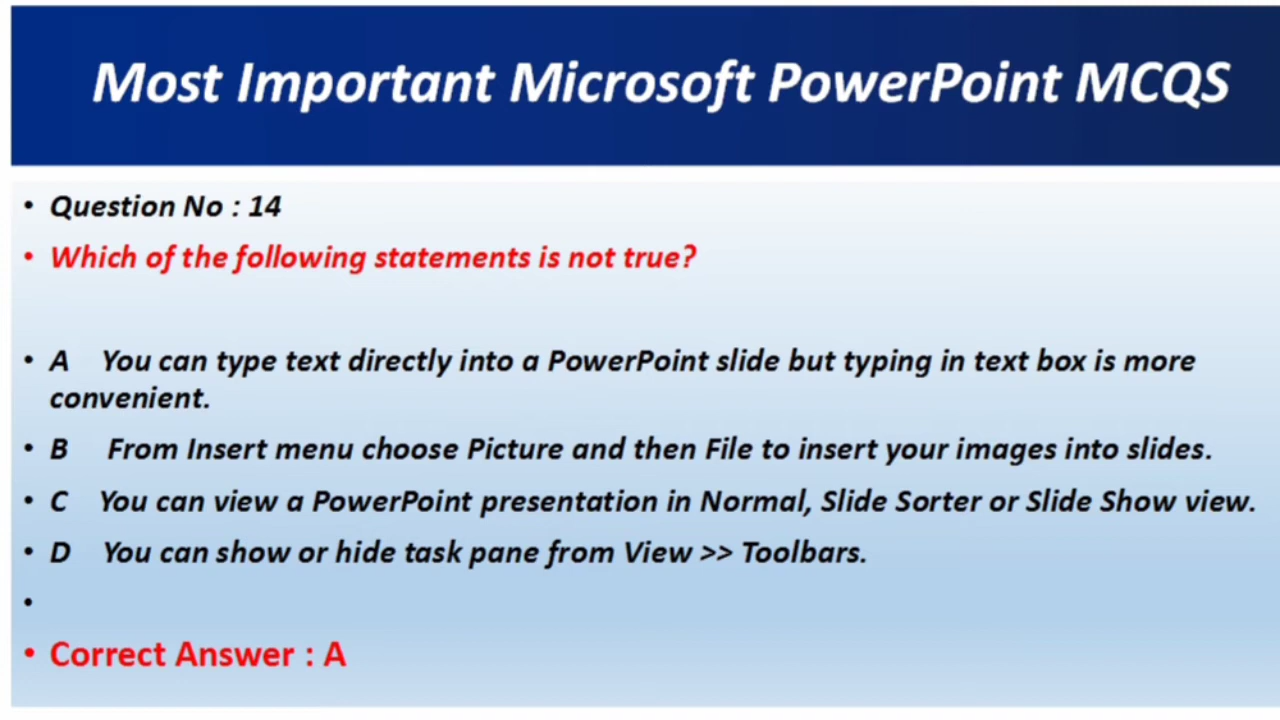 Most Important Microsoft PowerPoint MCQS
• Question No : 14
• Which of the following statements is not true?
• A You can type text directly into a PowerPoint slide but typing in text box is more
convenient.
• B From Insert menu choose Picture and then File to insert your images into slides.
• C You can view a PowerPoint presentation in Normal, Slide Sorter or Slide Show view.
• D You can show or hide task pane from View >> Toolbars.
•
• Correct Answer : A